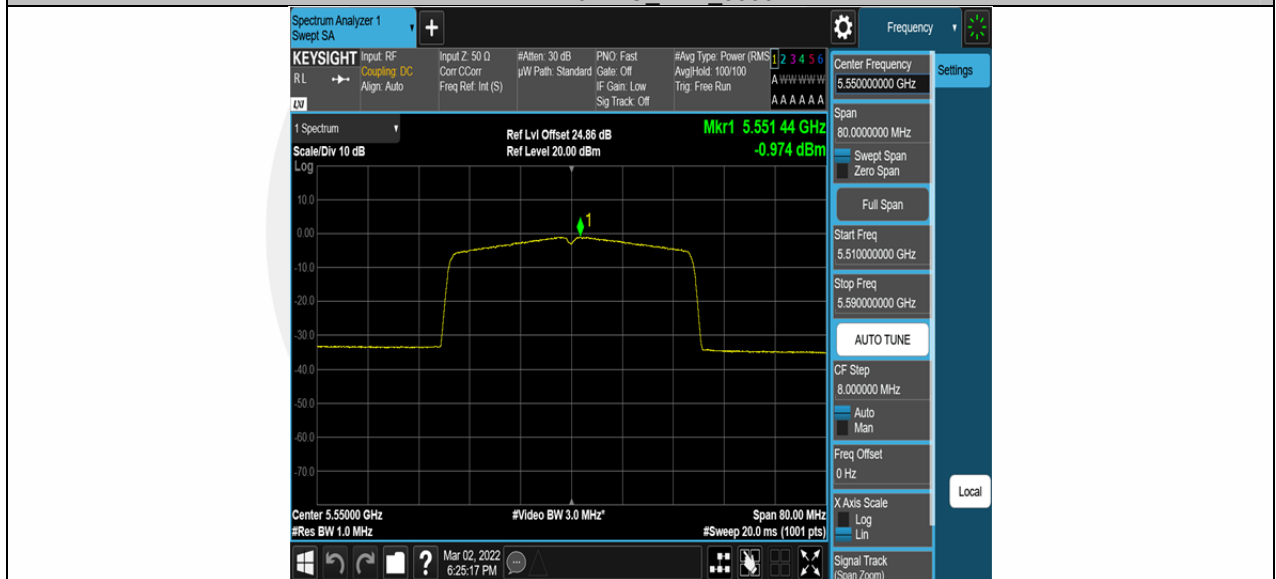 Spectrum Analyzer 1
Swept SA
+
Frequency
KEYSIGHT
RL
LXI
Input: RF
Coupling: DC
Align: Auto
Input Z: 50 Ω
Corr CCorr
Freq Ref: Int (S)
#Atten: 30 dB
µW Path: Standard
PNO: Fast
Gate: Off
IF Gain: Low
Sig Track: Off
#Avg Type: Power (RMS
Avg|Hold: 100/100
Trig: Free Run
1 2 3 4 5 6
A W W W W W
A A A A A A
1 Spectrum
Scale/Div 10 dB
Log
Ref Lvl Offset 24.86 dB
Ref Level 20.00 dBm
Mkr1 5.551 44 GHz
-0.974 dBm
10.0
0.00
-10.0
-20.0
-30.0
-40.0
-50.0
-60.0
-70.0
1
Center 5.55000 GHz
#Res BW 1.0 MHz
#Video BW 3.0 MHz*
Span 80.00 MHz
#Sweep 20.0 ms (1001 pts)
Mar 02, 2022
6:25:17 PM
Center Frequency
5.550000000 GHz
Settings
Span
80.0000000 MHz
Swept Span
Zero Span
Full Span
Start Freq
5.510000000 GHz
Stop Freq
5.590000000 GHz
AUTO TUNE
CF Step
8.000000 MHz
Auto
Man
Freq Offset
0 Hz
X Axis Scale
Log
Lin
Local
Signal Track
(Span Zoom)